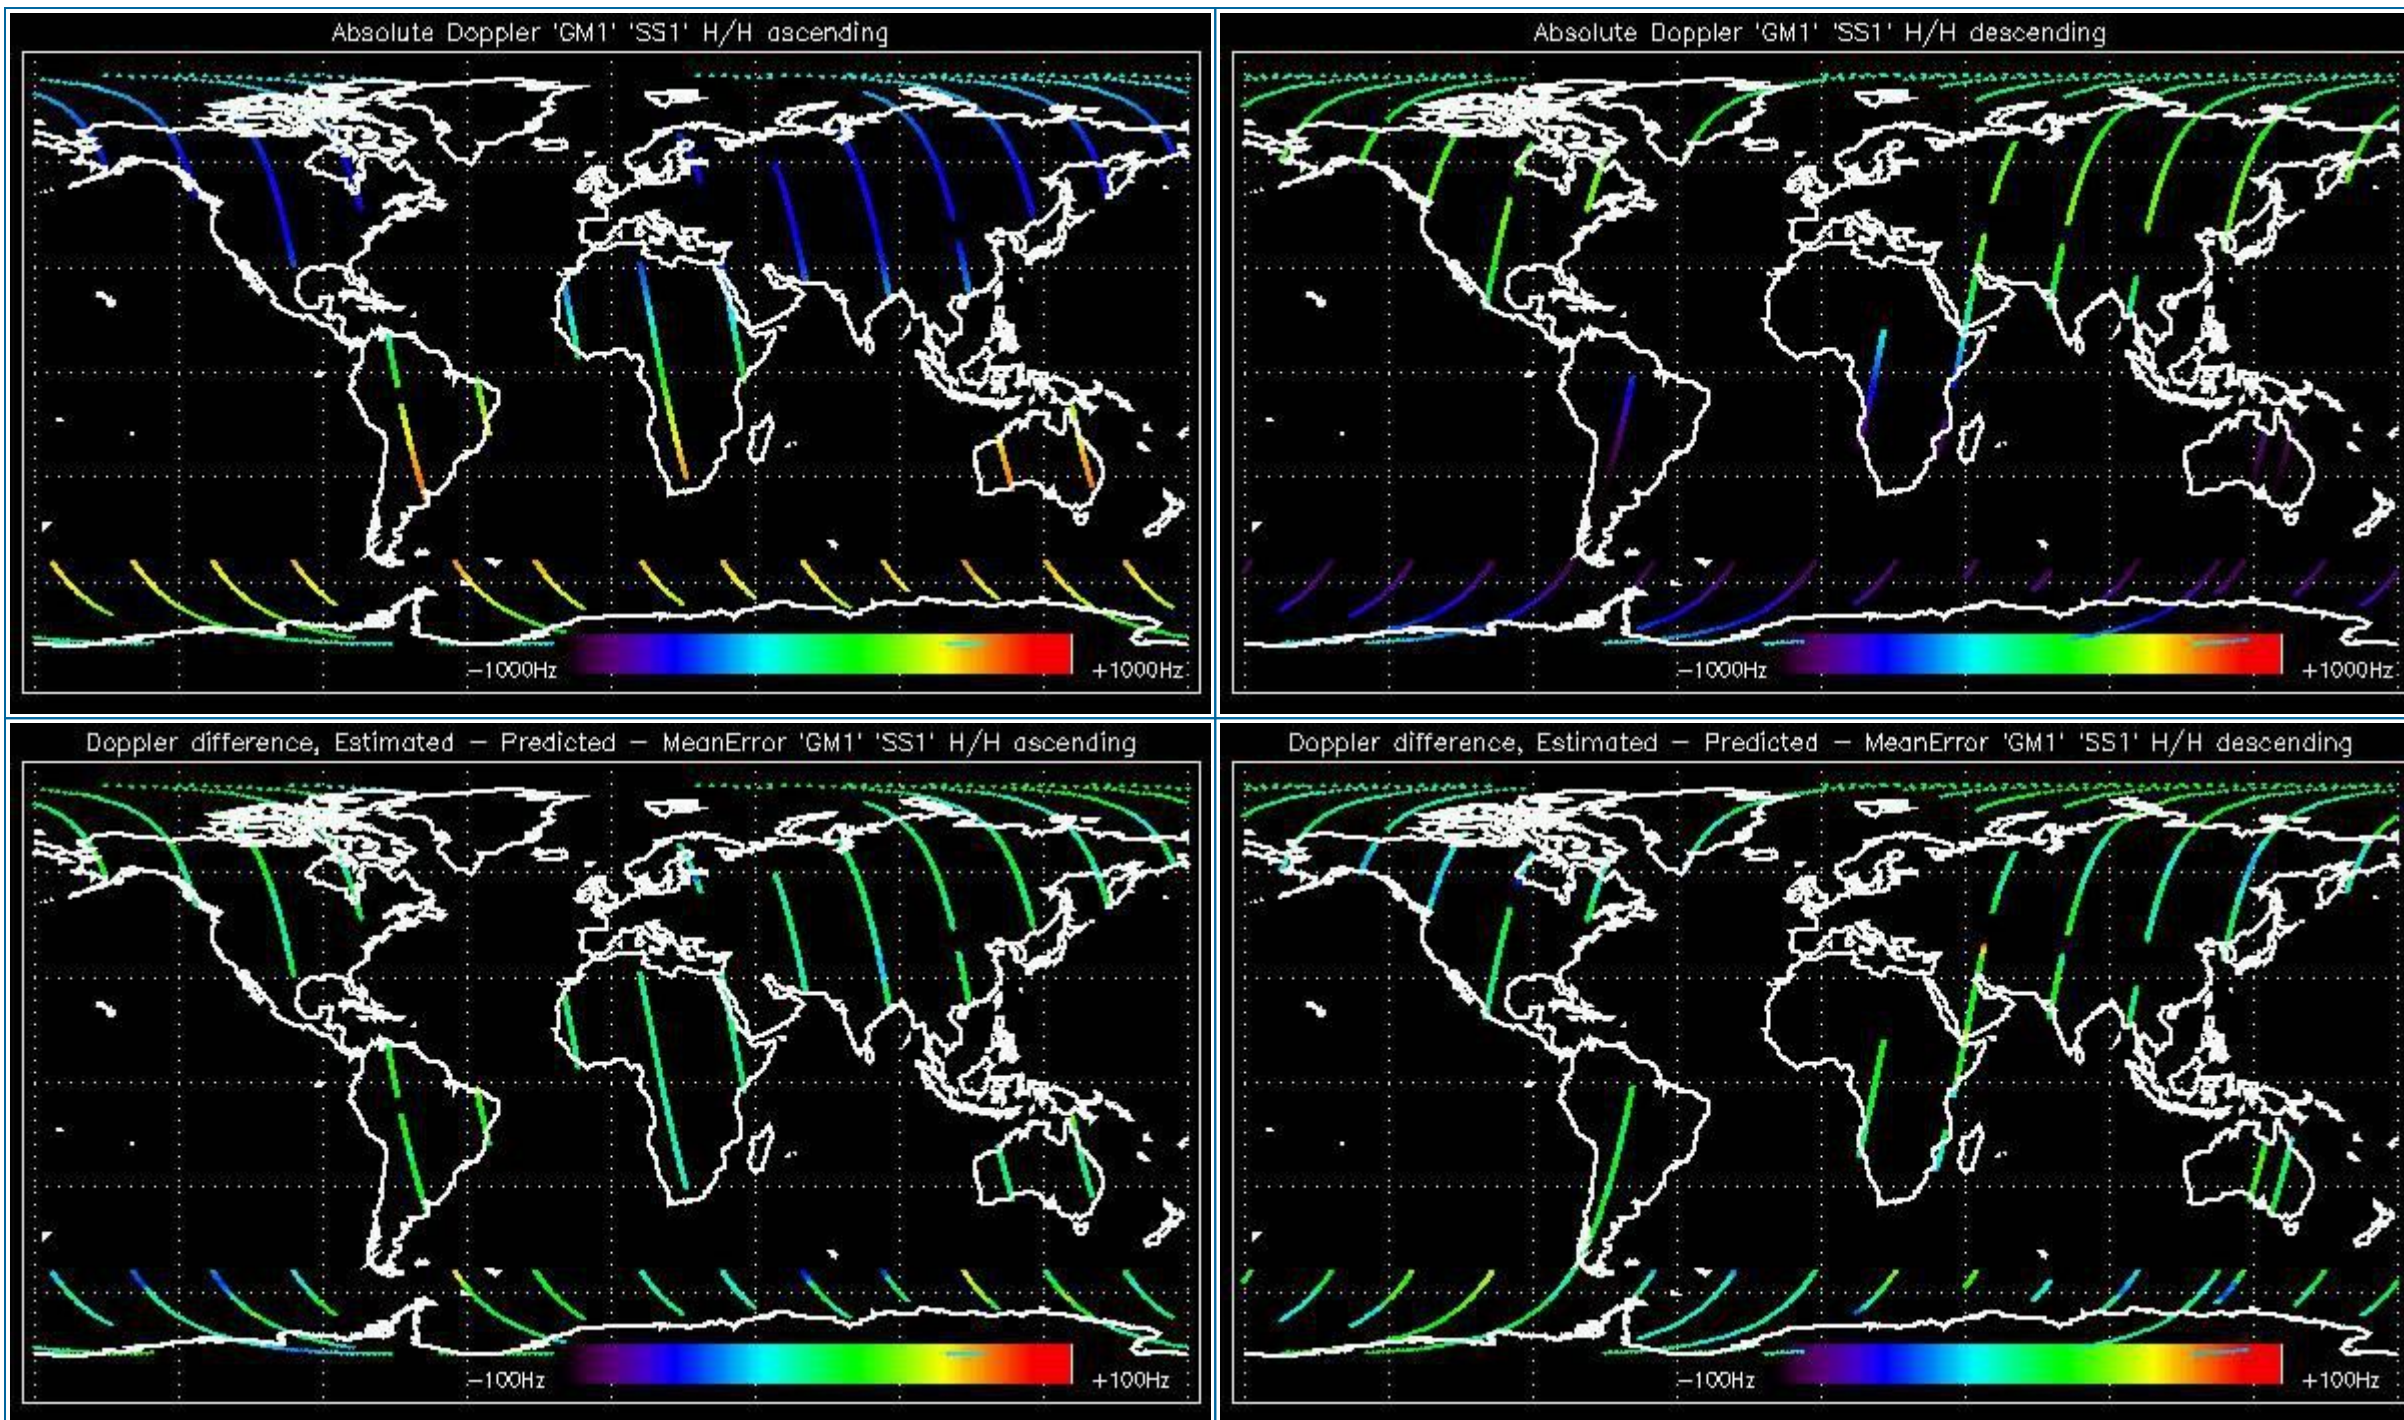 Absolute Doppler 'GM1' 'SS1' H/H ascending
-1000Hz
+1000Hz
Absolute Doppler 'GM1' 'SS1' H/H descending
-1000Hz
+1000Hz
Doppler difference, Estimated - Predicted - MeanError 'GM1' 'SS1' H/H ascending
-100Hz
+100Hz
Doppler difference, Estimated - Predicted - MeanError 'GM1' 'SS1' H/H descending
-100Hz
+100Hz